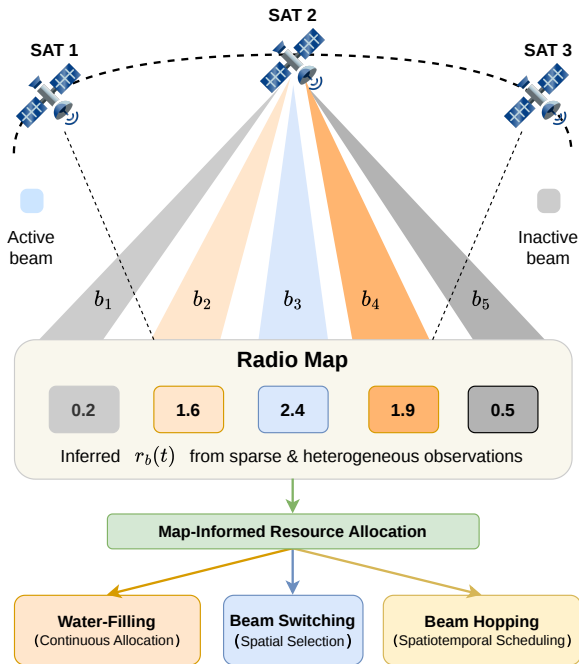 SAT 2
SAT 1
SAT 3
Active
beam
Inactive
beam
b₁ b₂ b₃ b₄ b₅
Radio Map
0.2 1.6 2.4 1.9 0.5
Inferred r_b(t) from sparse & heterogeneous observations
Map-Informed Resource Allocation
Water-Filling
(Continuous Allocation)
Beam Switching
(Spatial Selection)
Beam Hopping
(Spatiotemporal Scheduling)